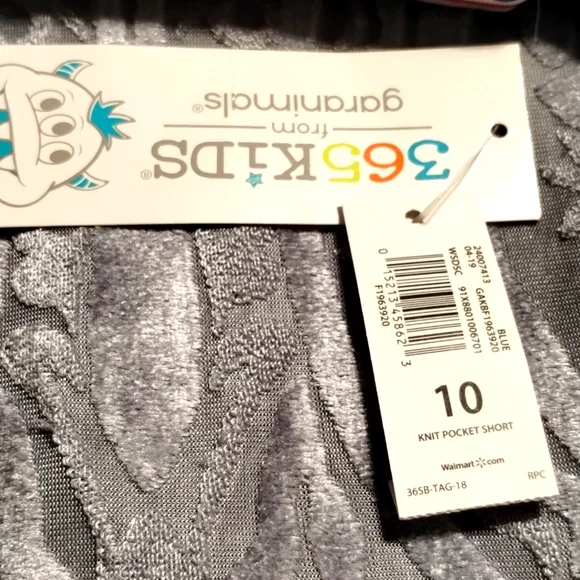 365KiDS®
from
garanimals®
24007413 GAKBF1963920 BLUE
04-19
WSDSC 91X8801006701
0 15213 45862 3
F1963920
10
KNIT POCKET SHORT
Walmart.com
365B-TAG-18 RPC